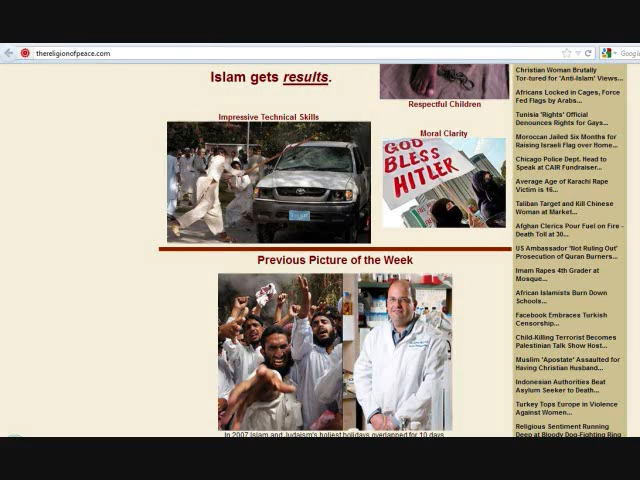 thereligionofpeace.com
Google
Islam gets results.
Respectful Children
Impressive Technical Skills
Moral Clarity
GOD
BLESS
HITLER
Previous Picture of the Week
In 2007 Islam and Judaism's holiest holidays overlapped for 10 days.
Christian Woman Brutally
Tor-tured for 'Anti-Islam' Views...
Africans Locked in Cages, Force
Fed Flags by Arabs...
Tunisia 'Rights' Official
Denounces Rights for Gays...
Moroccan Jailed Six Months for
Raising Israeli Flag over Home...
Chicago Police Dept. Head to
Speak at CAIR Fundraiser...
Average Age of Karachi Rape
Victim is 16...
Taliban Target and Kill Chinese
Woman at Market...
Afghan Clerics Pour Fuel on Fire -
Death Toll at 30...
US Ambassador 'Not Ruling Out'
Prosecution of Quran Burners...
Imam Rapes 4th Grader at
Mosque...
African Islamists Burn Down
Schools...
Facebook Embraces Turkish
Censorship...
Child-Killing Terrorist Becomes
Palestinian Talk Show Host...
Muslim 'Apostate' Assaulted for
Having Christian Husband...
Indonesian Authorities Beat
Asylum Seeker to Death...
Turkey Tops Europe in Violence
Against Women...
Religious Sentiment Running
Deep at Bloody Dog-Fighting Ring